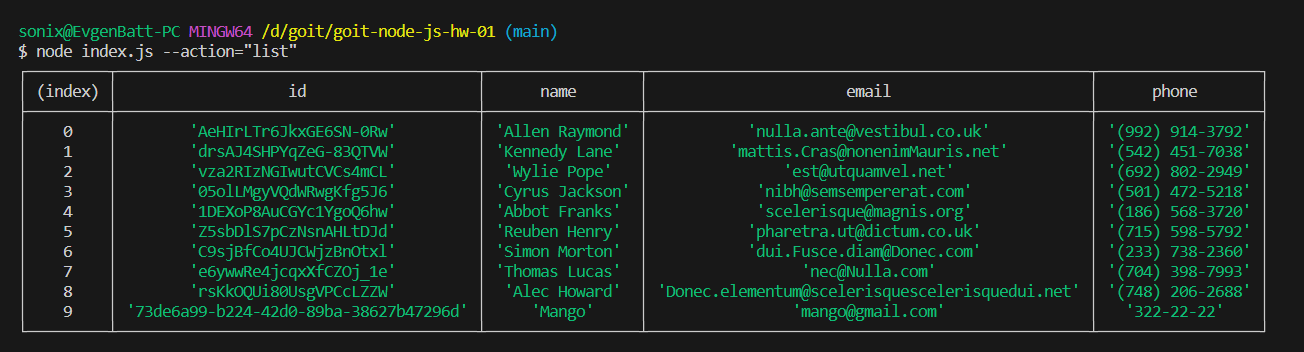 sonix@EvgenBatt-PC MINGW64 /d/goit/goit-node-js-hw-01 (main)
$ node index.js --action="list"
(index) id name email phone
0 'AeHIrLTr6JkxGE6SN-0Rw' 'Allen Raymond' 'nulla.ante@vestibul.co.uk' '(992) 914-3792'
1 'drsAJ4SHPYqZeG-83QTVW' 'Kennedy Lane' 'mattis.Cras@nonenimMauris.net' '(542) 451-7038'
2 'vza2RIzNGIwutCVCs4mCL' 'Wylie Pope' 'est@utquamvel.net' '(692) 802-2949'
3 '05olLMgyVQdWRwgKfg5J6' 'Cyrus Jackson' 'nibh@semsempererat.com' '(501) 472-5218'
4 '1DEXoP8AuCGYc1YgoQ6hw' 'Abbot Franks' 'scelerisque@magnis.org' '(186) 568-3720'
5 'Z5sbDlS7pCzNsnAHLtDJd' 'Reuben Henry' 'pharetra.ut@dictum.co.uk' '(715) 598-5792'
6 'C9sjBfCo4UJCWjzBnOtxl' 'Simon Morton' 'dui.Fusce.diam@Donec.com' '(233) 738-2360'
7 'e6ywwRe4jcqxXfCZOj_1e' 'Thomas Lucas' 'nec@Nulla.com' '(704) 398-7993'
8 'rsKkOQUi80UsgVPCcLZZW' 'Alec Howard' 'Donec.elementum@scelerisquescelerisquedui.net' '(748) 206-2688'
9 '73de6a99-b224-42d0-89ba-38627b47296d' 'Mango' 'mango@gmail.com' '322-22-22'